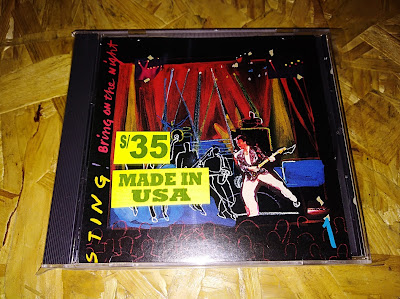 STING
Bring on the night
S/35
MADE IN
USA
1